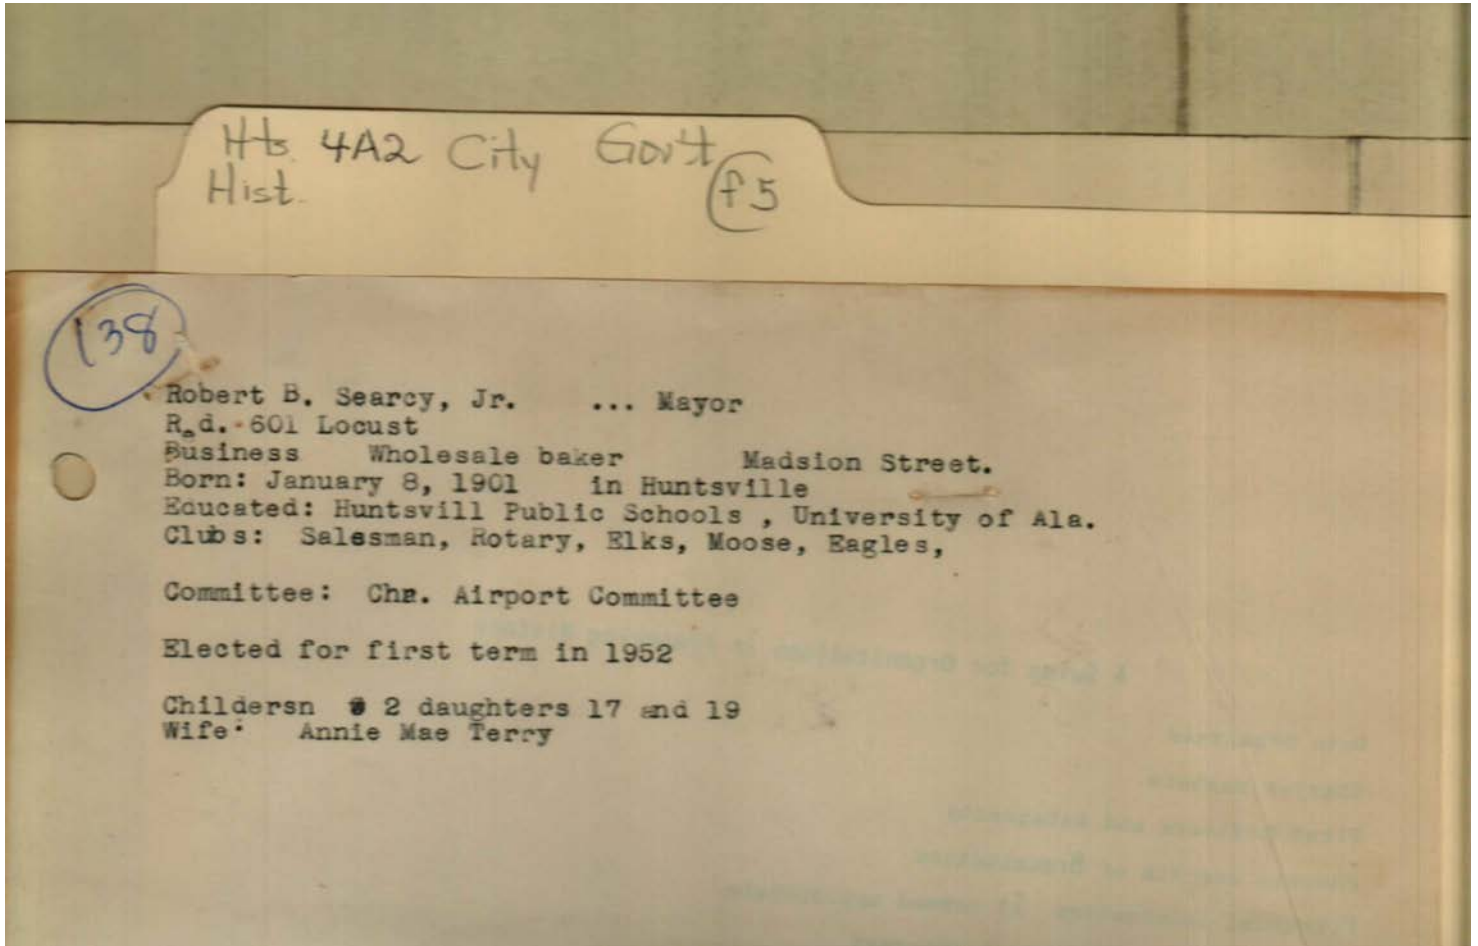 Hts. 4A2 City Gov't
Hist. f5
138
Robert B. Searcy, Jr. ... Mayor
R.d. 601 Locust
Business Wholesale baker Madsion Street.
Born: January 8, 1901 in Huntsville
Educated: Huntsvill Public Schools , University of Ala.
Clubs: Salesman, Rotary, Elks, Moose, Eagles,
Committee: Chm. Airport Committee
Elected for first term in 1952
Childersn 2 daughters 17 and 19
Wife: Annie Mae Terry